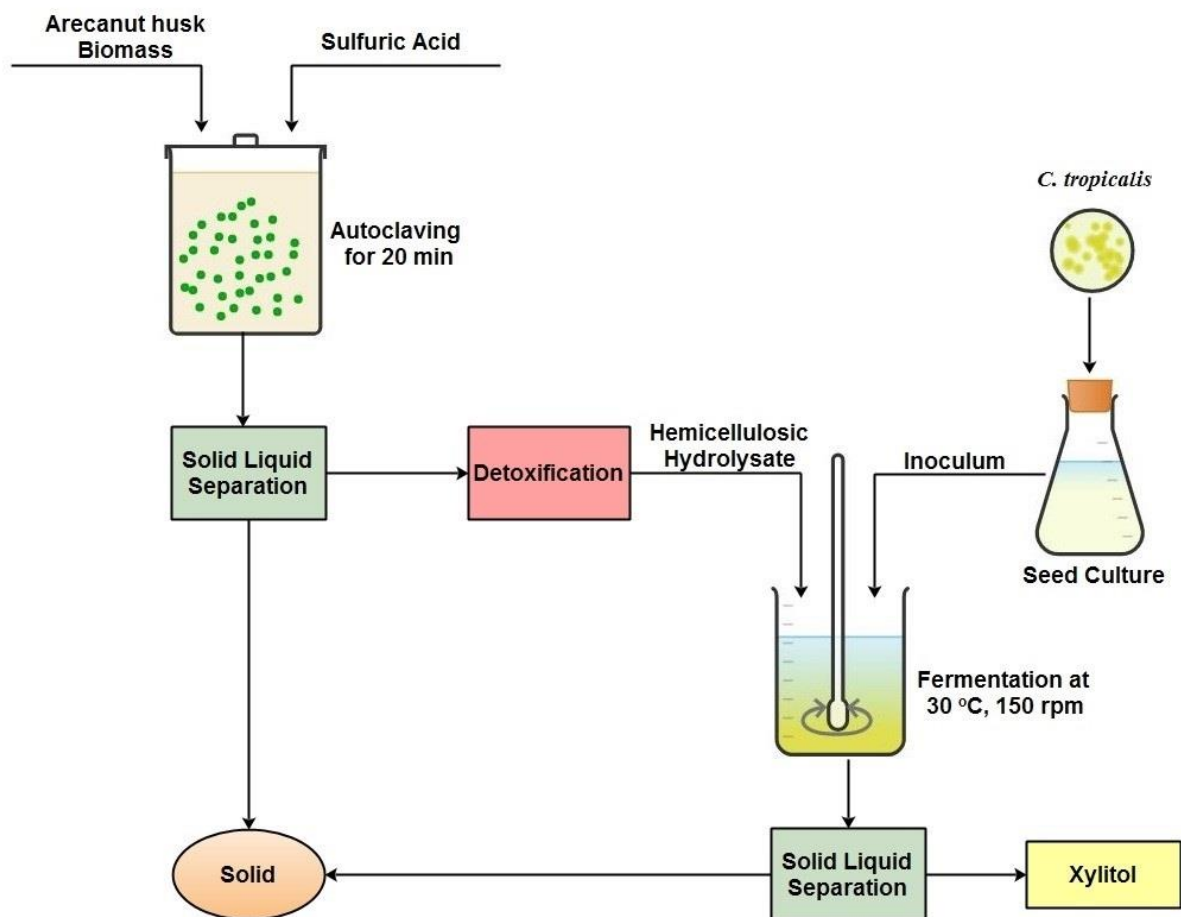 Arecanut husk
Biomass
Sulfuric Acid
Autoclaving
for 20 min
C. tropicalis
Solid Liquid
Separation
Detoxification
Hemicellulosic
Hydrolysate
Inoculum
Seed Culture
Fermentation at
30 °C, 150 rpm
Solid
Solid Liquid
Separation
Xylitol